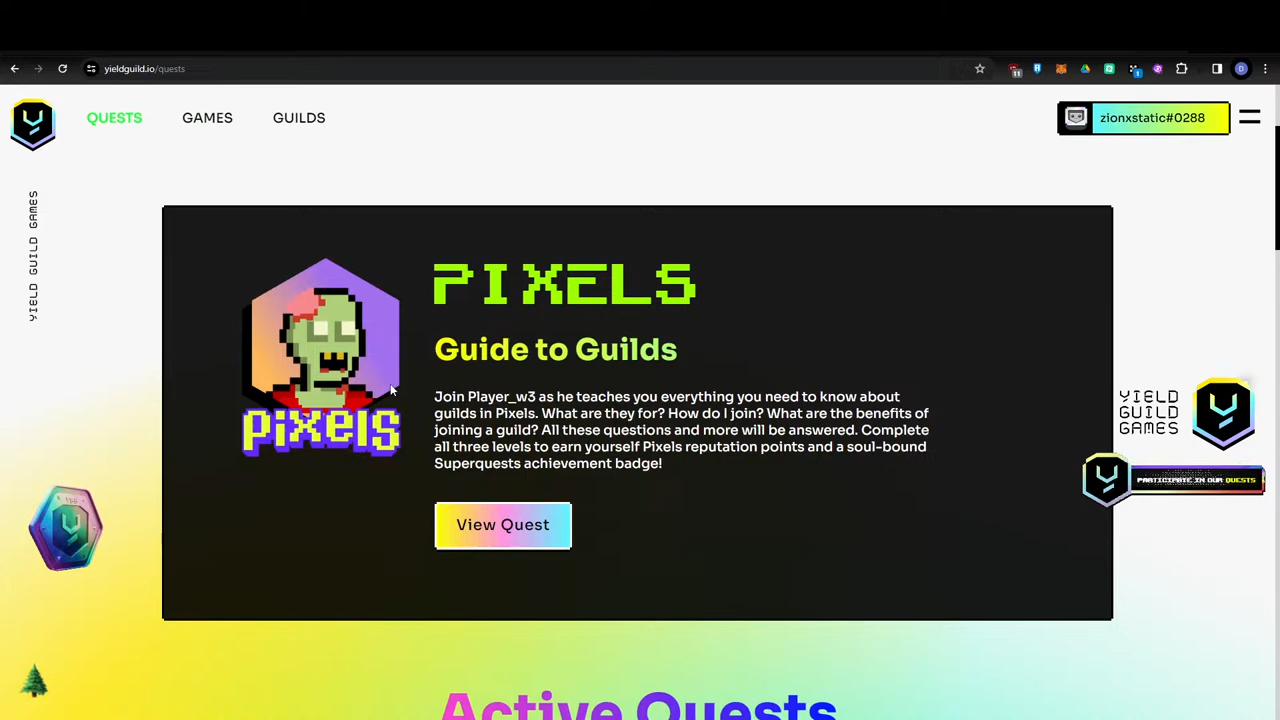 yieldguild.io/quests
11
1
D
QUESTS
GAMES
GUILDS
zionxstatic#0288
YIELD GUILD GAMES
PIXELS
Guide to Guilds
Join Player_w3 as he teaches you everything you need to know about
guilds in Pixels. What are they for? How do I join? What are the benefits of
joining a guild? All these questions and more will be answered. Complete
all three levels to earn yourself Pixels reputation points and a soul-bound
Superquests achievement badge!
pixels
View Quest
YIELD
GUILD
GAMES
PARTICIPATE IN OUR QUESTS
Active Quests